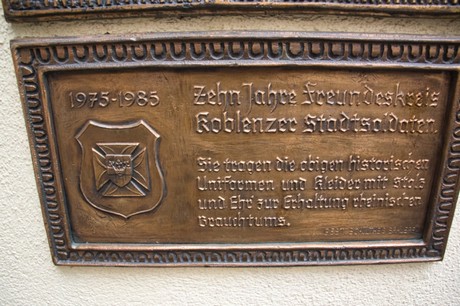 1975-1985
Zehn Jahre Freundeskreis
Koblenzer Stadtsoldaten.
Sie tragen die obigen historischen
Uniformen und Kleider mit Stolz
und Ehr' zur Erhaltung rheinischen
Brauchtums.